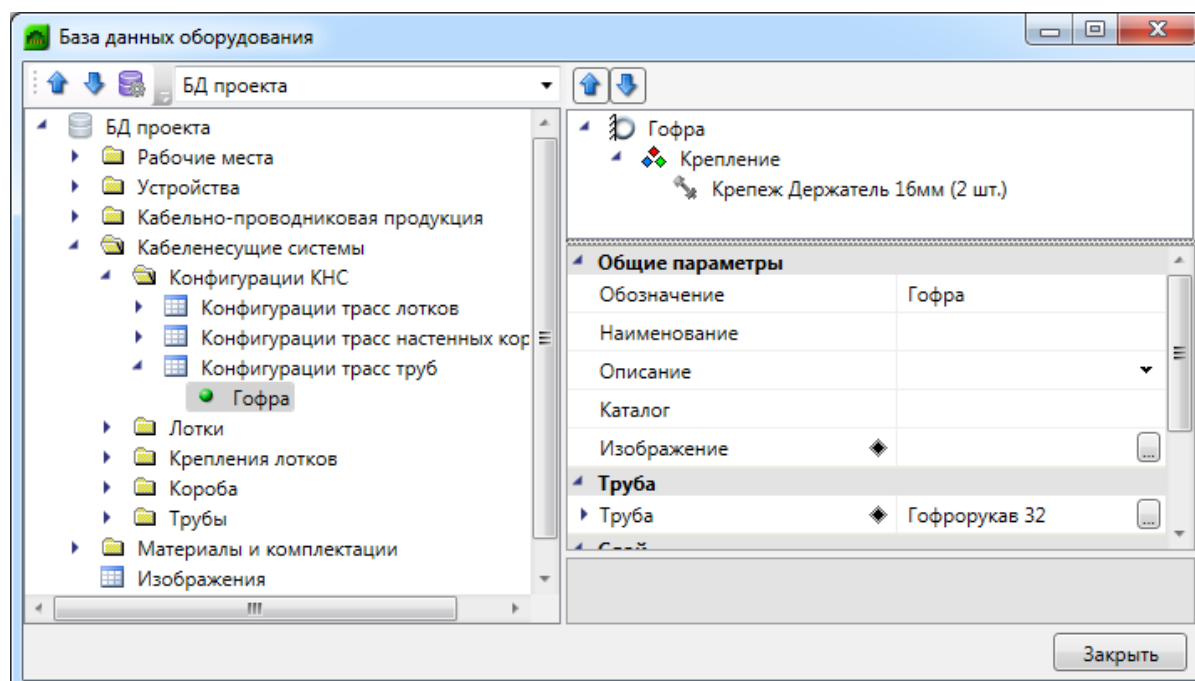 База данных оборудования
БД проекта
БД проекта
Рабочие места
Устройства
Кабельно-проводниковая продукция
Кабеленесущие системы
Конфигурации КНС
Конфигурации трасс лотков
Конфигурации трасс настенных кор
Конфигурации трасс труб
Гофра
Лотки
Крепления лотков
Короба
Трубы
Материалы и комплектации
Изображения
Гофра
Крепление
Крепеж Держатель 16мм (2 шт.)
Общие параметры
Обозначение Гофра
Наименование
Описание
Каталог
Изображение ...
Труба
Труба Гофрорукав 32 ...
Закрыть